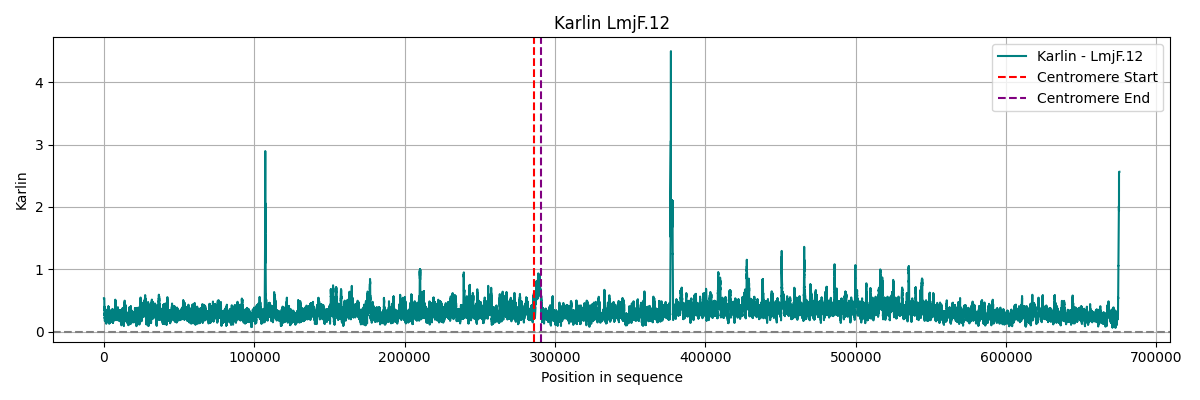 Karlin LmjF.12
Karlin - LmjF.12
Centromere Start
Centromere End
4
3
2
1
0
Karlin
0 100000 200000 300000 400000 500000 600000 700000
Position in sequence